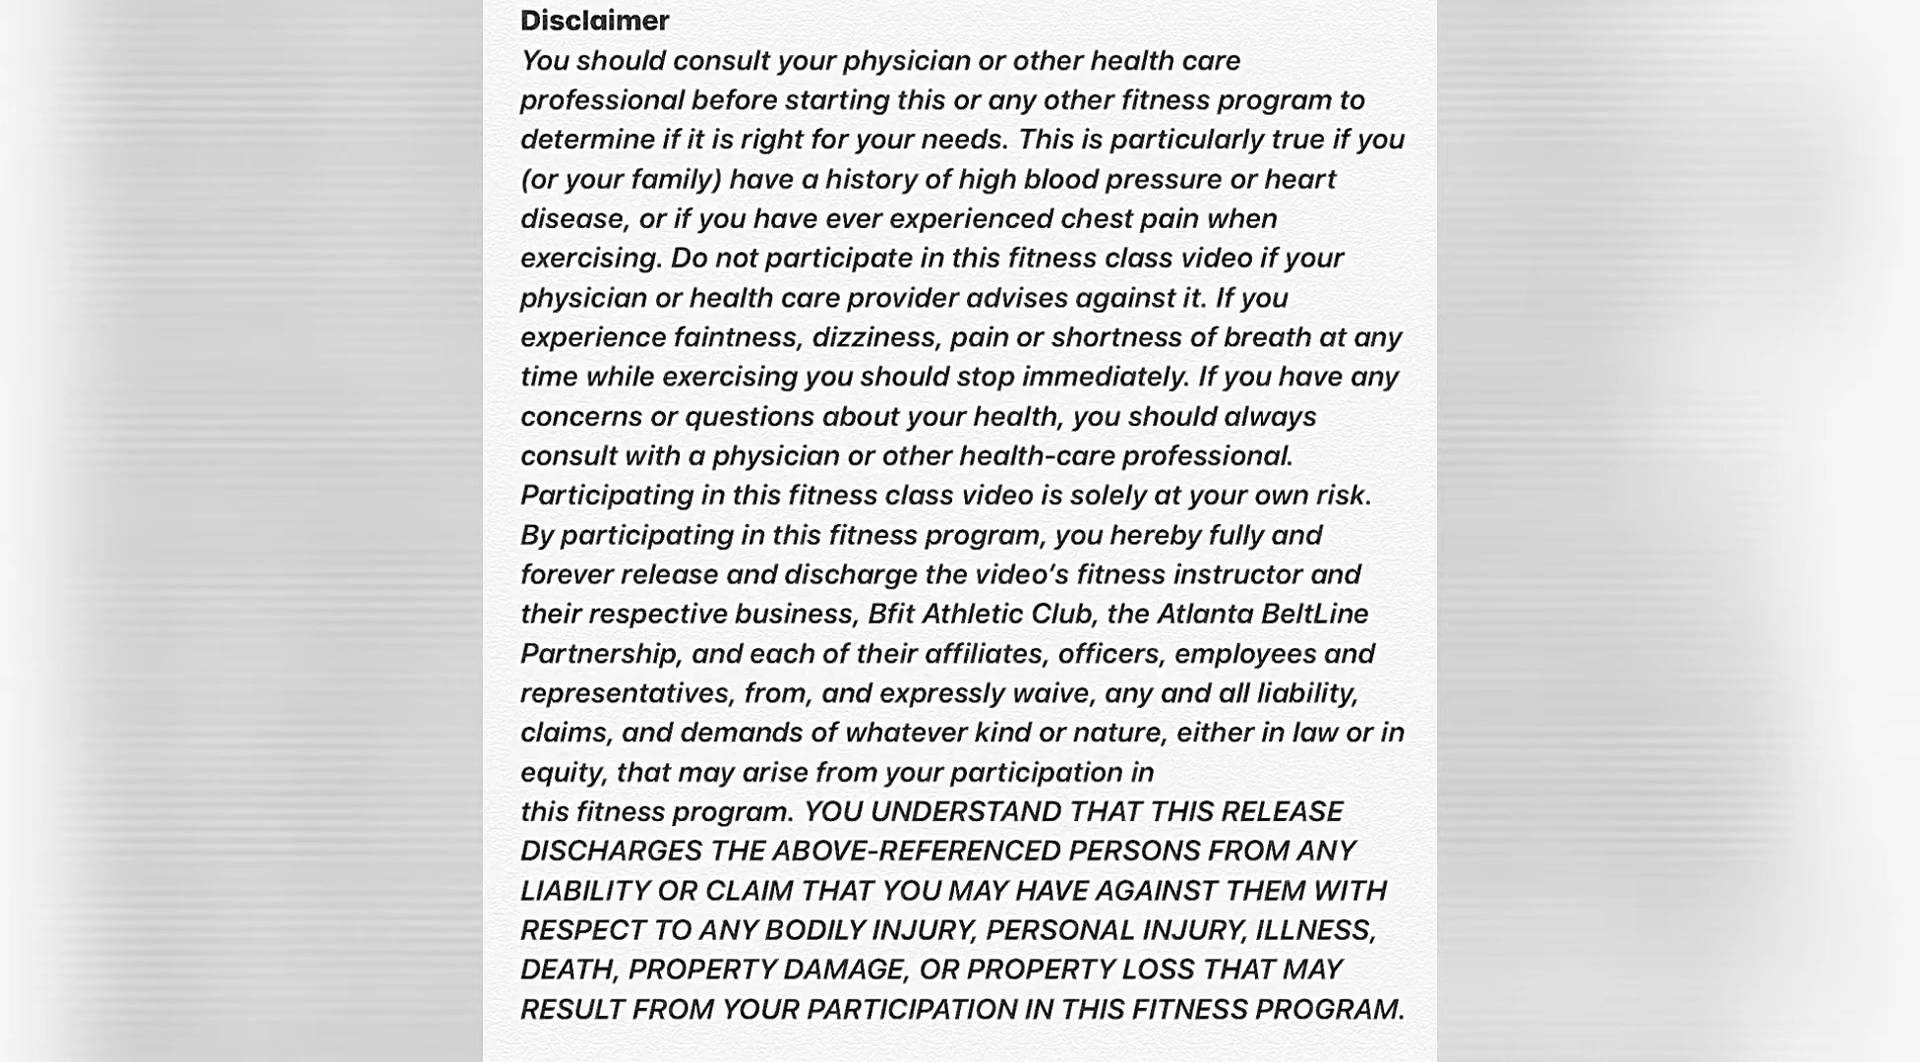 Disclaimer
You should consult your physician or other health care
professional before starting this or any other fitness program to
determine if it is right for your needs. This is particularly true if you
(or your family) have a history of high blood pressure or heart
disease, or if you have ever experienced chest pain when
exercising. Do not participate in this fitness class video if your
physician or health care provider advises against it. If you
experience faintness, dizziness, pain or shortness of breath at any
time while exercising you should stop immediately. If you have any
concerns or questions about your health, you should always
consult with a physician or other health-care professional.
Participating in this fitness class video is solely at your own risk.
By participating in this fitness program, you hereby fully and
forever release and discharge the video’s fitness instructor and
their respective business, Bfit Athletic Club, the Atlanta BeltLine
Partnership, and each of their affiliates, officers, employees and
representatives, from, and expressly waive, any and all liability,
claims, and demands of whatever kind or nature, either in law or in
equity, that may arise from your participation in
this fitness program. YOU UNDERSTAND THAT THIS RELEASE
DISCHARGES THE ABOVE-REFERENCED PERSONS FROM ANY
LIABILITY OR CLAIM THAT YOU MAY HAVE AGAINST THEM WITH
RESPECT TO ANY BODILY INJURY, PERSONAL INJURY, ILLNESS,
DEATH, PROPERTY DAMAGE, OR PROPERTY LOSS THAT MAY
RESULT FROM YOUR PARTICIPATION IN THIS FITNESS PROGRAM.